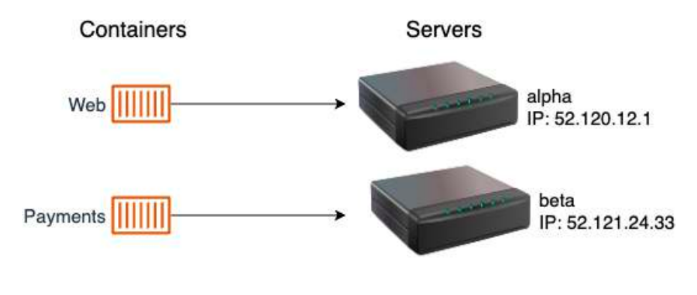 Containers
Servers
Web
alpha
IP: 52.120.12.1
Payments
beta
IP: 52.121.24.33